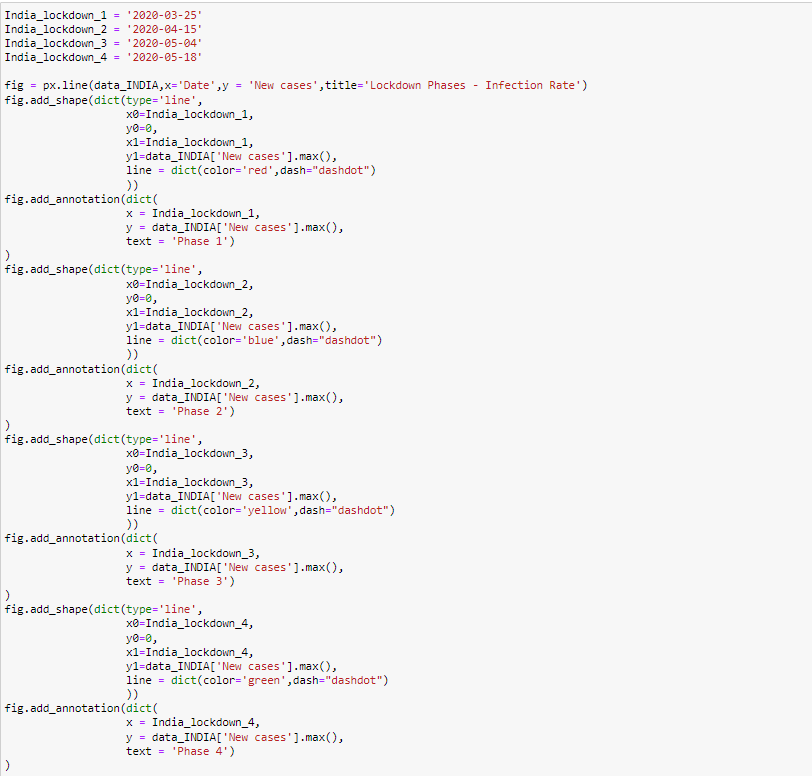 India_lockdown_1 = '2020-03-25'
India_lockdown_2 = '2020-04-15'
India_lockdown_3 = '2020-05-04'
India_lockdown_4 = '2020-05-18'

fig = px.line(data_INDIA,x='Date',y = 'New cases',title='Lockdown Phases - Infection Rate')
fig.add_shape(dict(type='line',
                   x0=India_lockdown_1,
                   y0=0,
                   x1=India_lockdown_1,
                   y1=data_INDIA['New cases'].max(),
                   line = dict(color='red',dash="dashdot")
                   ))
fig.add_annotation(dict(
                   x = India_lockdown_1,
                   y = data_INDIA['New cases'].max(),
                   text = 'Phase 1')
)
fig.add_shape(dict(type='line',
                   x0=India_lockdown_2,
                   y0=0,
                   x1=India_lockdown_2,
                   y1=data_INDIA['New cases'].max(),
                   line = dict(color='blue',dash="dashdot")
                   ))
fig.add_annotation(dict(
                   x = India_lockdown_2,
                   y = data_INDIA['New cases'].max(),
                   text = 'Phase 2')
)
fig.add_shape(dict(type='line',
                   x0=India_lockdown_3,
                   y0=0,
                   x1=India_lockdown_3,
                   y1=data_INDIA['New cases'].max(),
                   line = dict(color='yellow',dash="dashdot")
                   ))
fig.add_annotation(dict(
                   x = India_lockdown_3,
                   y = data_INDIA['New cases'].max(),
                   text = 'Phase 3')
)
fig.add_shape(dict(type='line',
                   x0=India_lockdown_4,
                   y0=0,
                   x1=India_lockdown_4,
                   y1=data_INDIA['New cases'].max(),
                   line = dict(color='green',dash="dashdot")
                   ))
fig.add_annotation(dict(
                   x = India_lockdown_4,
                   y = data_INDIA['New cases'].max(),
                   text = 'Phase 4')
)